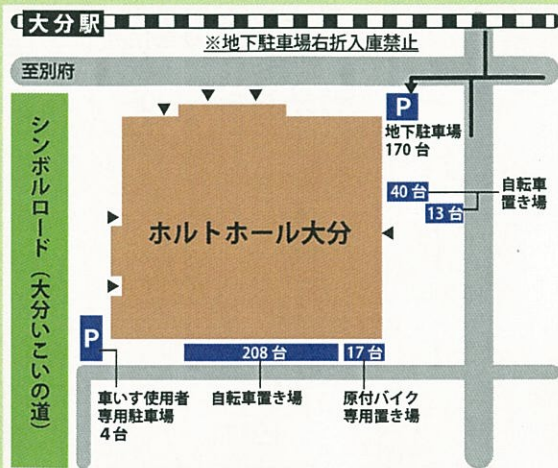 大分駅
※地下駐車場右折入庫禁止
至別府
P
地下駐車場
170台
シンボルロード（大分いこいの道）
ホルトホール大分
40台
13台
自転車
置き場
P
208台
17台
車いす使用者
専用駐車場
4台
自転車置き場
原付バイク
専用置き場